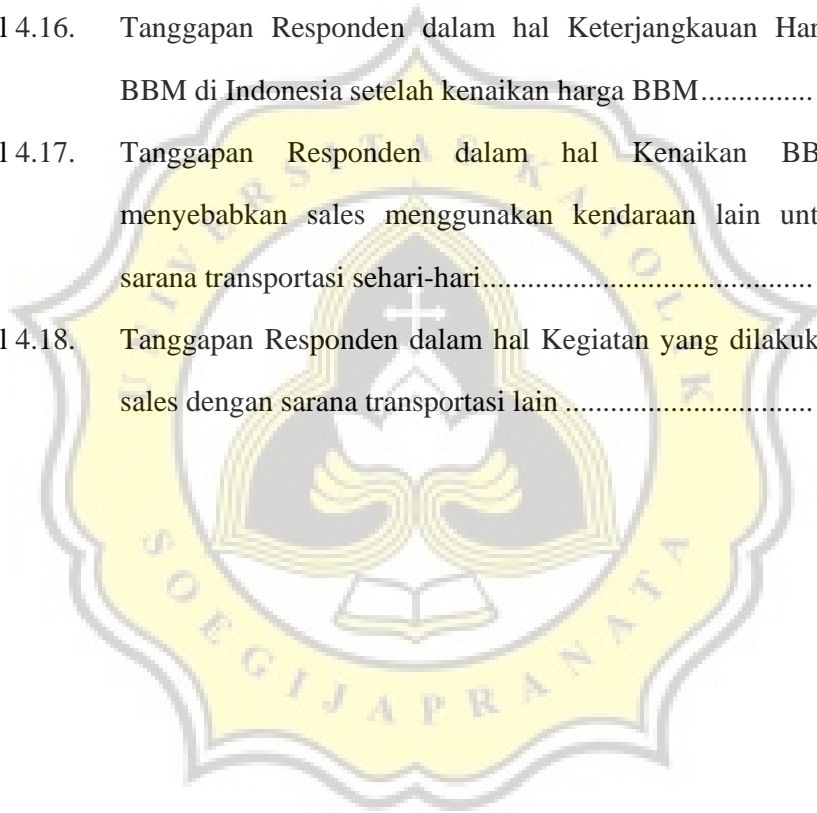 l 4.16. Tanggapan Responden dalam hal Keterjangkauan Har
BBM di Indonesia setelah kenaikan harga BBM...............
l 4.17. Tanggapan Responden dalam hal Kenaikan BB
menyebabkan sales menggunakan kendaraan lain unt
sarana transportasi sehari-hari.........................................
l 4.18. Tanggapan Responden dalam hal Kegiatan yang dilakuk
sales dengan sarana transportasi lain ...............................
UNIVERSITAS KATOLIK
SOEGIJAPRANATA